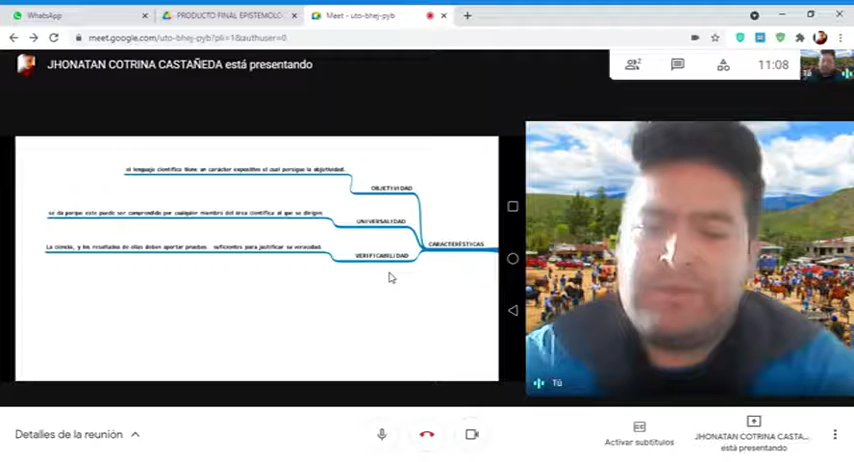 WhatsApp
PRODUCTO FINAL EPISTEMOLO
Meet - uto-bhej-pyb
meet.google.com/uto-bhej-pyb?pli=1&authuser=0
JHONATAN COTRINA CASTAÑEDA está presentando
2
11:08
Tú
el lenguaje científico tiene un carácter expositivo el cual persigue la objetividad.
OBJETIVIDAD
se da porque este puede ser comprendido por cualquier miembro del área científica al que se dirigen
UNIVERSALIDAD
CARACTERÍSTICAS
La ciencia, y los resultados de ellas deben aportar pruebas suficientes para justificar su veracidad.
VERIFICABILIDAD
Tú
Detalles de la reunión
Activar subtítulos
JHONATAN COTRINA CASTA...
está presentando